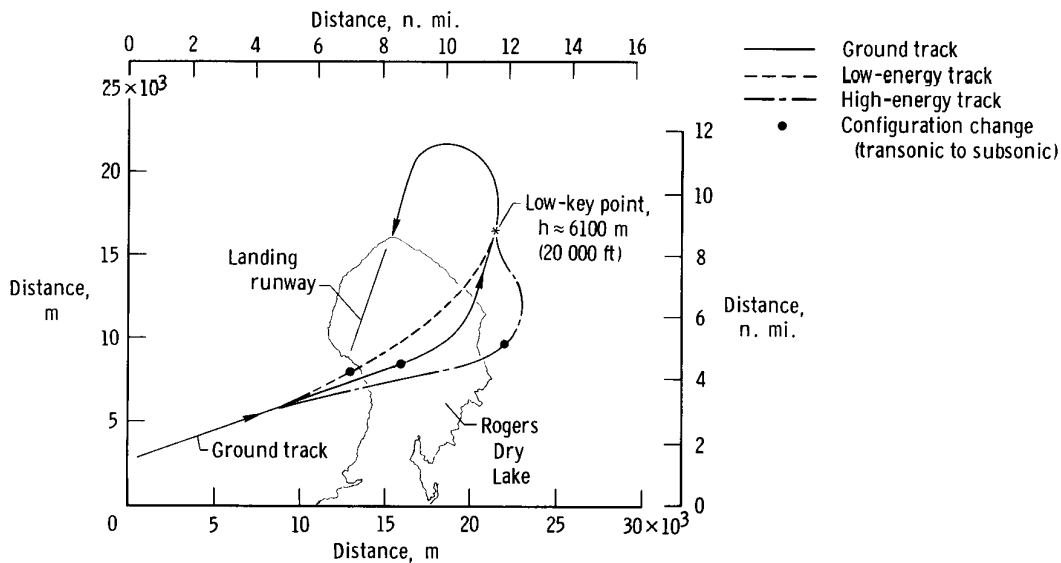 Distance, n. mi.
0 2 4 6 8 10 12 14 16
Ground track
Low-energy track
High-energy track
Configuration change
(transonic to subsonic)
25 × 10³
20
15
10
5
0
Distance,
m
12
10
8
6
4
2
0
Distance,
n. mi.
Low-key point,
h ≈ 6100 m
(20 000 ft)
Landing
runway
Ground track
Rogers
Dry
Lake
5 10 15 20 25 30 × 10³
Distance, m